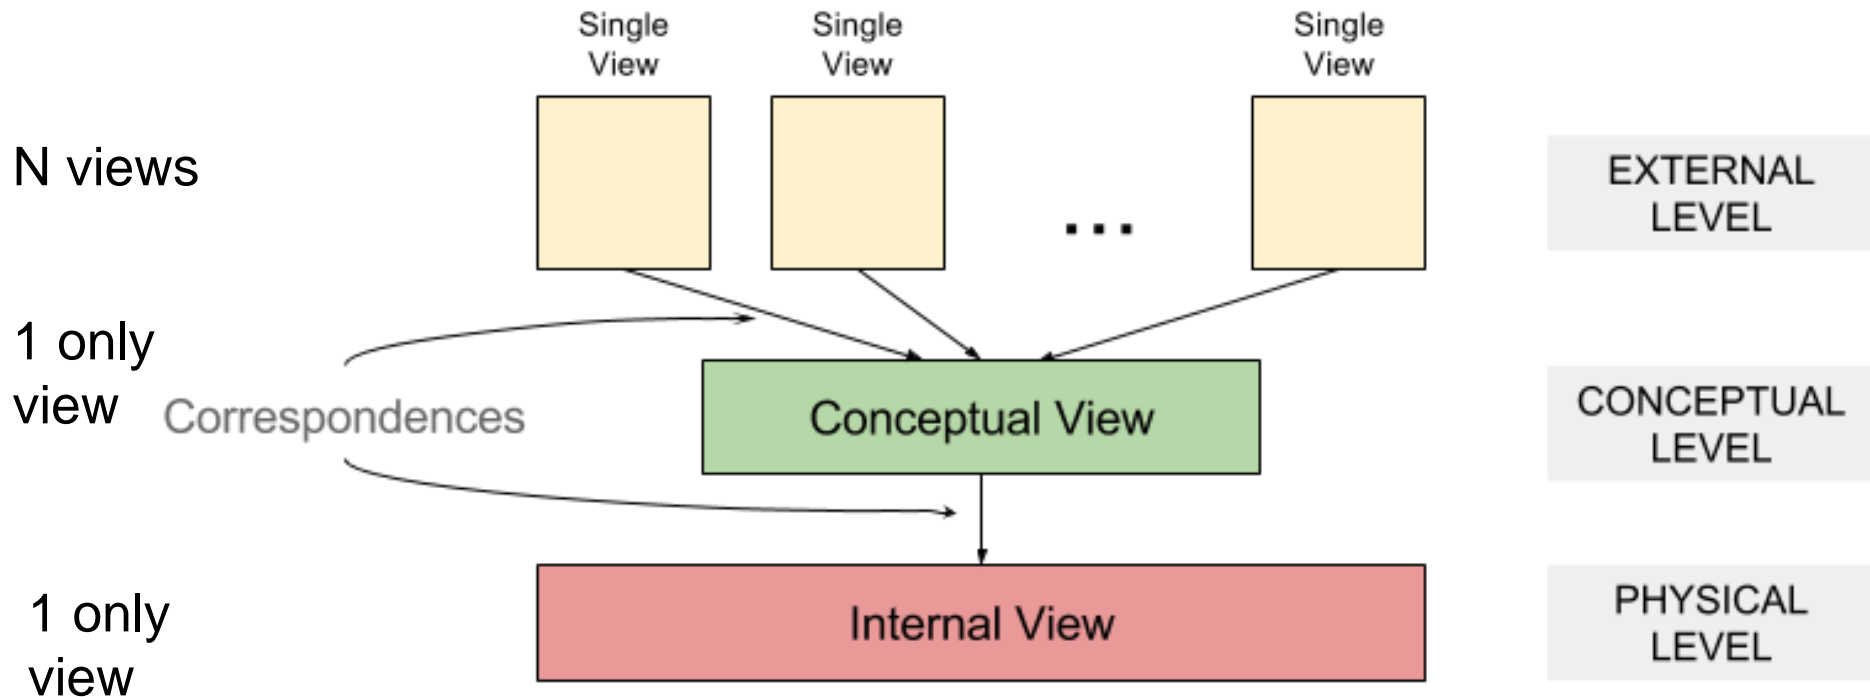 Single
View
Single
View
Single
View
N views
...
EXTERNAL
LEVEL
1 only
view
Correspondences
Conceptual View
CONCEPTUAL
LEVEL
1 only
view
Internal View
PHYSICAL
LEVEL